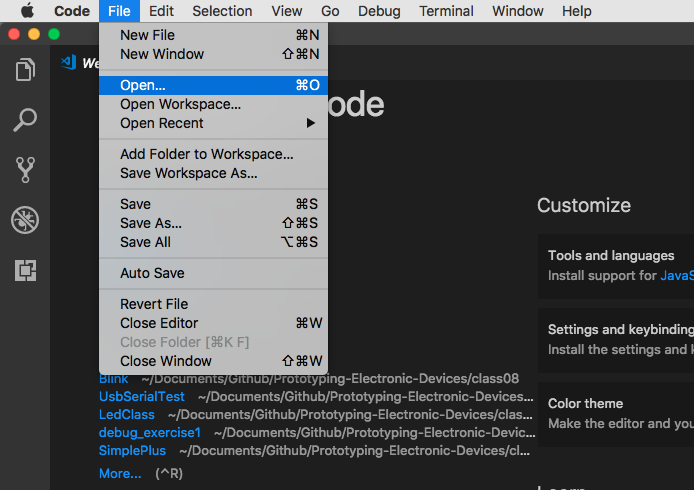 Code File Edit Selection View Go Debug Terminal Window Help
We
New File ⌘N
New Window ⇧⌘N
Open... ⌘O
Open Workspace...
Open Recent ▶
Add Folder to Workspace...
Save Workspace As...
Save ⌘S
Save As... ⇧⌘S
Save All ⌥⌘S
Auto Save
Revert File
Close Editor ⌘W
Close Folder [⌘K F]
Close Window ⇧⌘W
ode
Blink ~/Documents/Github/Prototyping-Electronic-Devices/class08
UsbSerialTest ~/Documents/Github/Prototyping-Electronic-Devices...
LedClass ~/Documents/Github/Prototyping-Electronic-Devices/clas...
debug_exercise1 ~/Documents/Github/Prototyping-Electronic-Devic...
SimplePlus ~/Documents/Github/Prototyping-Electronic-Devices/cl...
More... (^R)
Customize
Tools and languages
Install support for JavaS
Settings and keybinding
Install the settings and k
Color theme
Make the editor and you